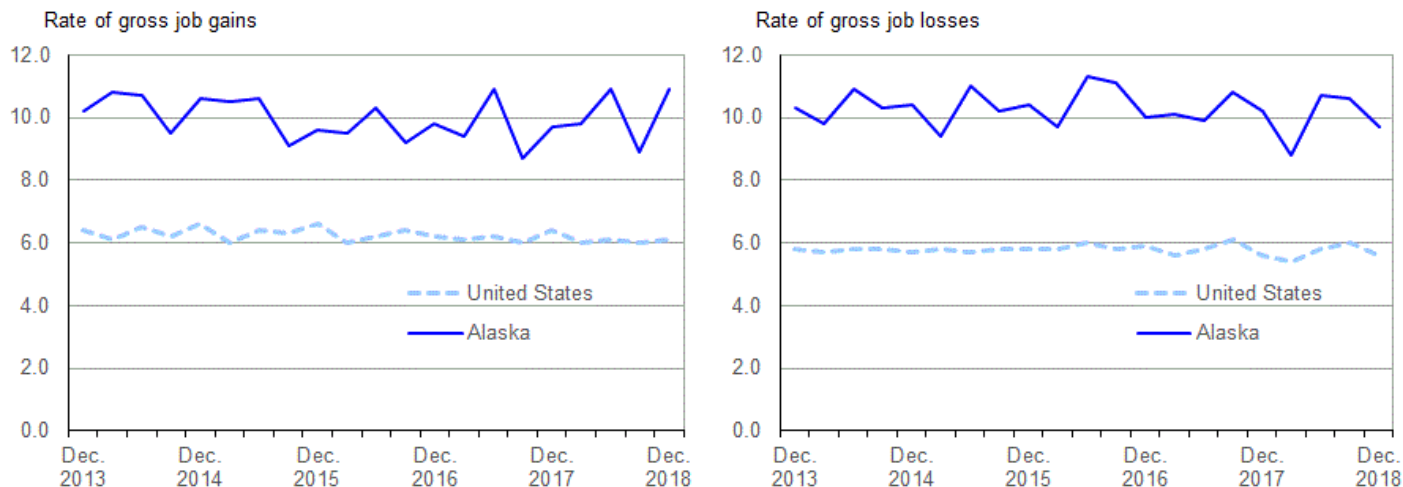 Rate of gross job gains
12.0
10.0
8.0
6.0
4.0
2.0
0.0
United States
Alaska
Dec. Dec. Dec. Dec. Dec. Dec.
2013 2014 2015 2016 2017 2018
Rate of gross job losses
12.0
10.0
8.0
6.0
4.0
2.0
0.0
United States
Alaska
Dec. Dec. Dec. Dec. Dec. Dec.
2013 2014 2015 2016 2017 2018